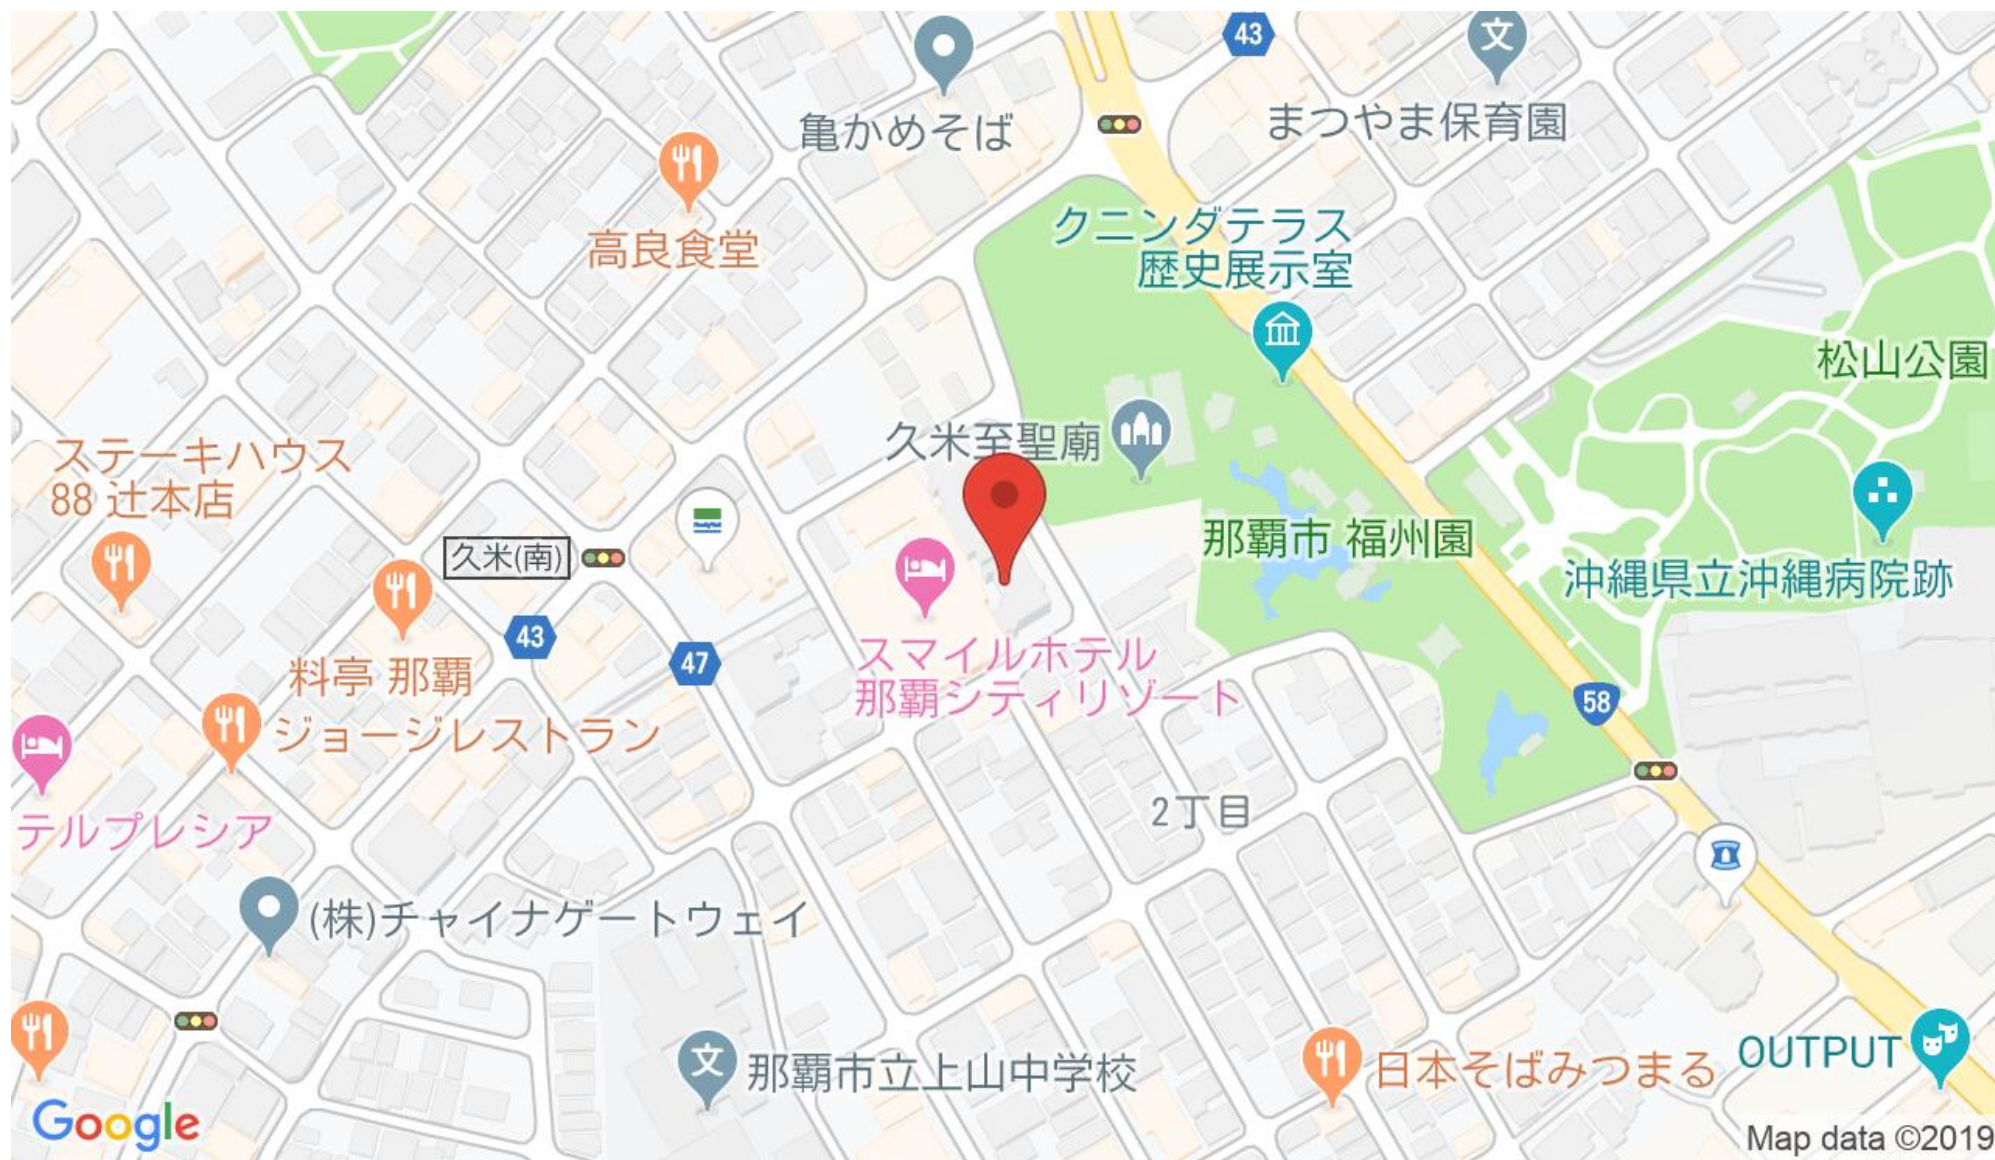 43
文
亀かめそば
まつやま保育園
クニンダテラス
歴史展示室
高良食堂
松山公園
ステーキハウス
88 辻本店
久米至聖廟
那覇市 福州園
久米(南)
沖縄県立沖縄病院跡
43
47
スマイルホテル
那覇シティリゾート
料亭 那覇
ジョージレストラン
58
テルプレシア
2丁目
(株)チャイナゲートウェイ
文
那覇市立上山中学校
日本そばみつまる
OUTPUT
Google
Map data ©2019